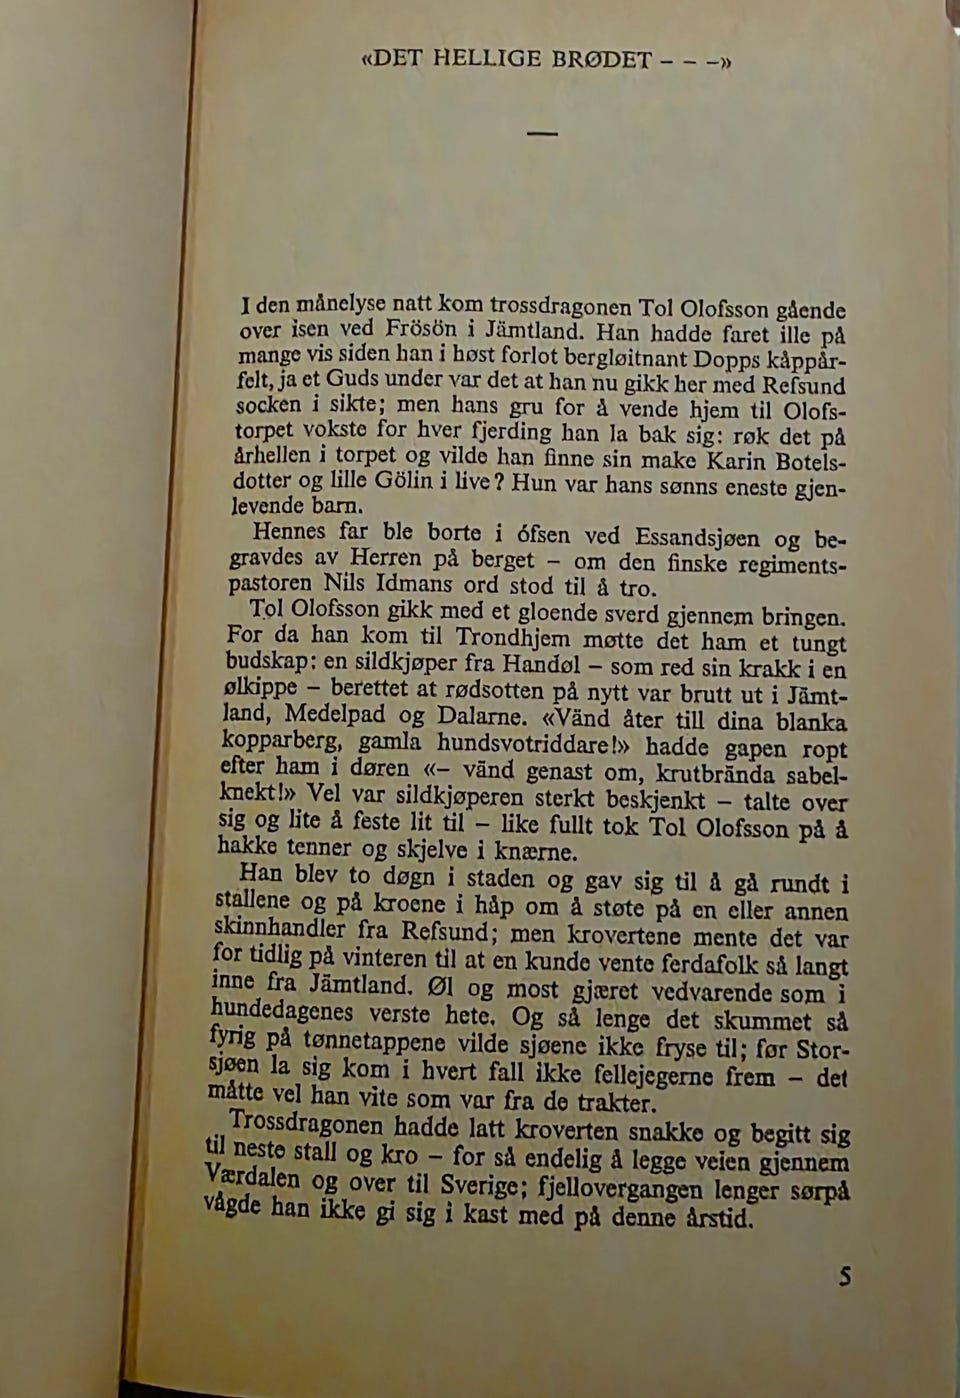 «DET HELLIGE BRØDET – – –»
—
I den månelyse natt kom trossdragonen Tol Olofsson gående
over isen ved Frösön i Jämtland. Han hadde faret ille på
mange vis siden han i høst forlot bergløitnant Dopps kåppår-
felt, ja et Guds under var det at han nu gikk her med Refsund
socken i sikte; men hans gru for å vende hjem til Olofs-
torpet vokste for hver fjerding han la bak sig: røk det på
århellen i torpet og vilde han finne sin make Karin Botels-
dotter og lille Gölin i live? Hun var hans sønns eneste gjen-
levende barn.
Hennes far ble borte i ófsen ved Essandsjøen og be-
gravdes av Herren på berget – om den finske regiments-
pastoren Nils Idmans ord stod til å tro.
Tol Olofsson gikk med et gloende sverd gjennem bringen.
For da han kom til Trondhjem møtte det ham et tungt
budskap: en sildkjøper fra Handøl – som red sin krakk i en
ølkippe – berettet at rødsotten på nytt var brutt ut i Jämt-
land, Medelpad og Dalarne. «Vänd åter till dina blanka
kopparberg, gamla hundsvotriddare!» hadde gapen ropt
efter ham i døren «– vänd genast om, krutbrända sabel-
knekt!» Vel var sildkjøperen sterkt beskjenkt – talte over
sig og lite å feste lit til – like fullt tok Tol Olofsson på å
hakke tenner og skjelve i knærne.
Han blev to døgn i staden og gav sig til å gå rundt i
stallene og på kroene i håp om å støte på en eller annen
skinnhandler fra Refsund; men krovertene mente det var
for tidlig på vinteren til at en kunde vente ferdafolk så langt
inne fra Jämtland. Øl og most gjæret vedvarende som i
hundedagenes verste hete. Og så lenge det skummet så
fyrig på tønnetappene vilde sjøene ikke fryse til; før Stor-
sjøen la sig kom i hvert fall ikke fellejegerne frem – det
måtte vel han vite som var fra de trakter.
Trossdragonen hadde latt kroverten snakke og begitt sig
til neste stall og kro – for så endelig å legge veien gjennem
Værdalen og over til Sverige; fjellovergangen lenger sørpå
vågde han ikke gi sig i kast med på denne årstid.
5